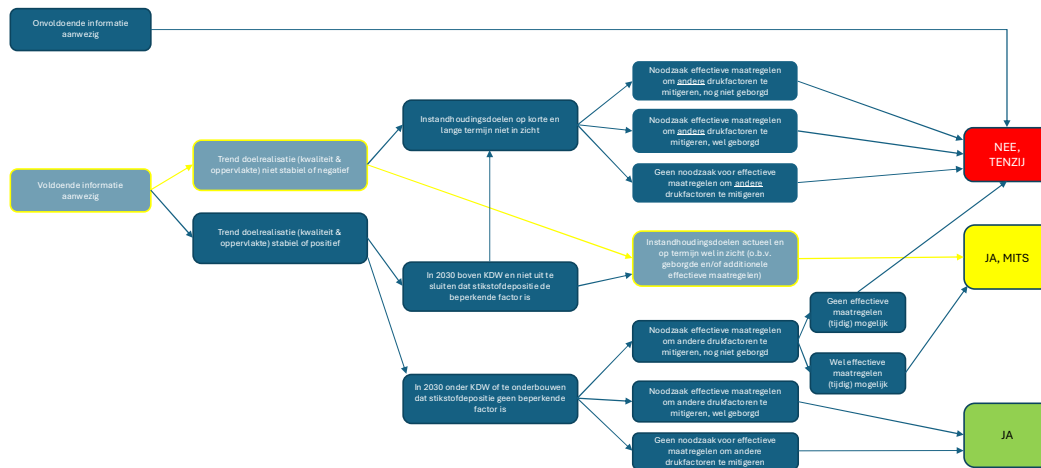 Onvoldoende informatie
aanwezig
Noodzaak effectieve maatregelen
om andere drukfactoren te
mitigeren, nog niet geborgd
Instandhoudingsdoelen op korte en
lange termijn niet in zicht
Noodzaak effectieve maatregelen
om andere drukfactoren te
mitigeren, wel geborgd
NEE,
TENZIJ
Trend doelrealisatie (kwaliteit &
oppervlakte) niet stabiel of negatief
Geen noodzaak voor effectieve
maatregelen om andere
drukfactoren te mitigeren
Voldoende informatie
aanwezig
Trend doelrealisatie (kwaliteit &
oppervlakte) stabiel of positief
Instandhoudingsdoelen actueel en
op termijn wel in zicht (o.b.v.
geborgde en/of additionele
effectieve maatregelen)
JA, MITS
In 2030 boven KDW en niet uit te
sluiten dat stikstofdepositie de
beperkende factor is
Geen effectieve
maatregelen
(tijdig) mogelijk
Noodzaak effectieve maatregelen
om andere drukfactoren te
mitigeren, nog niet geborgd
Wel effectieve
maatregelen
(tijdig) mogelijk
In 2030 onder KDW of te onderbouwen
dat stikstofdepositie geen beperkende
factor is
Noodzaak effectieve maatregelen
om andere drukfactoren te
mitigeren, wel geborgd
JA
Geen noodzaak voor effectieve
maatregelen om andere
drukfactoren te mitigeren